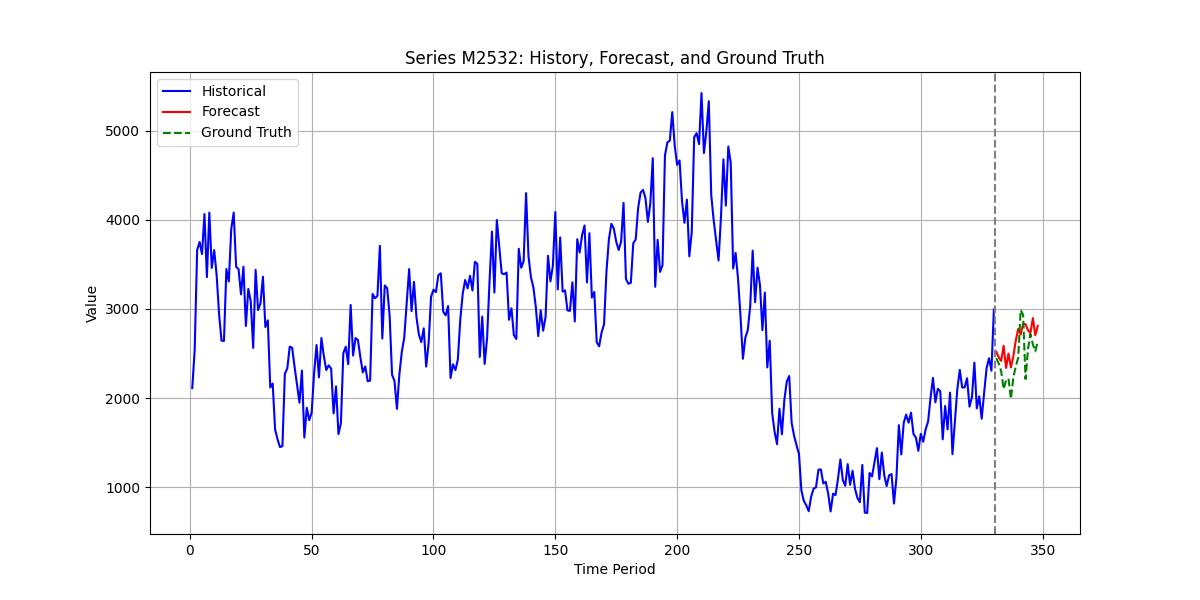 Series M2532: History, Forecast, and Ground Truth
Historical
Forecast
Ground Truth
Value
5000
4000
3000
2000
1000
0
50
100
150
200
250
300
350
Time Period